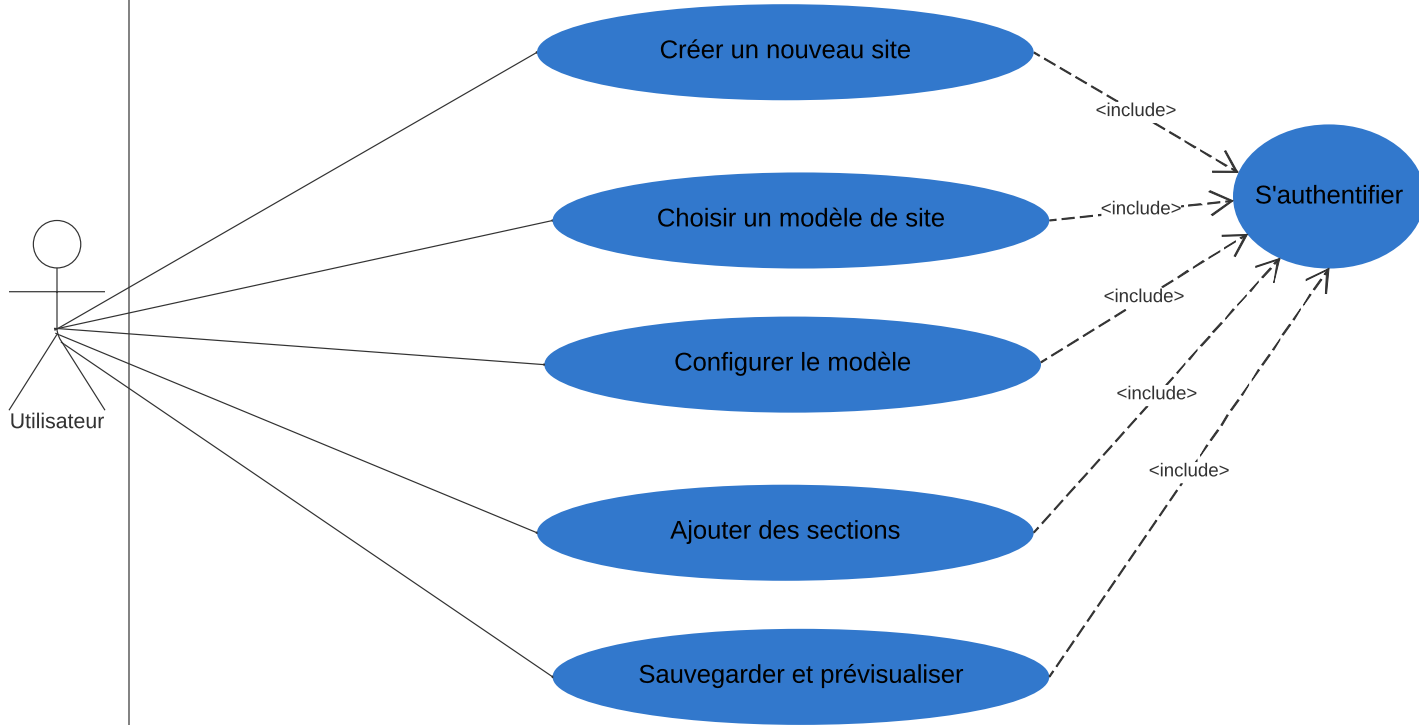 Créer un nouveau site
<include>
S'authentifier
Choisir un modèle de site
<include>
<include>
Configurer le modèle
Utilisateur
<include>
<include>
Ajouter des sections
Sauvegarder et prévisualiser